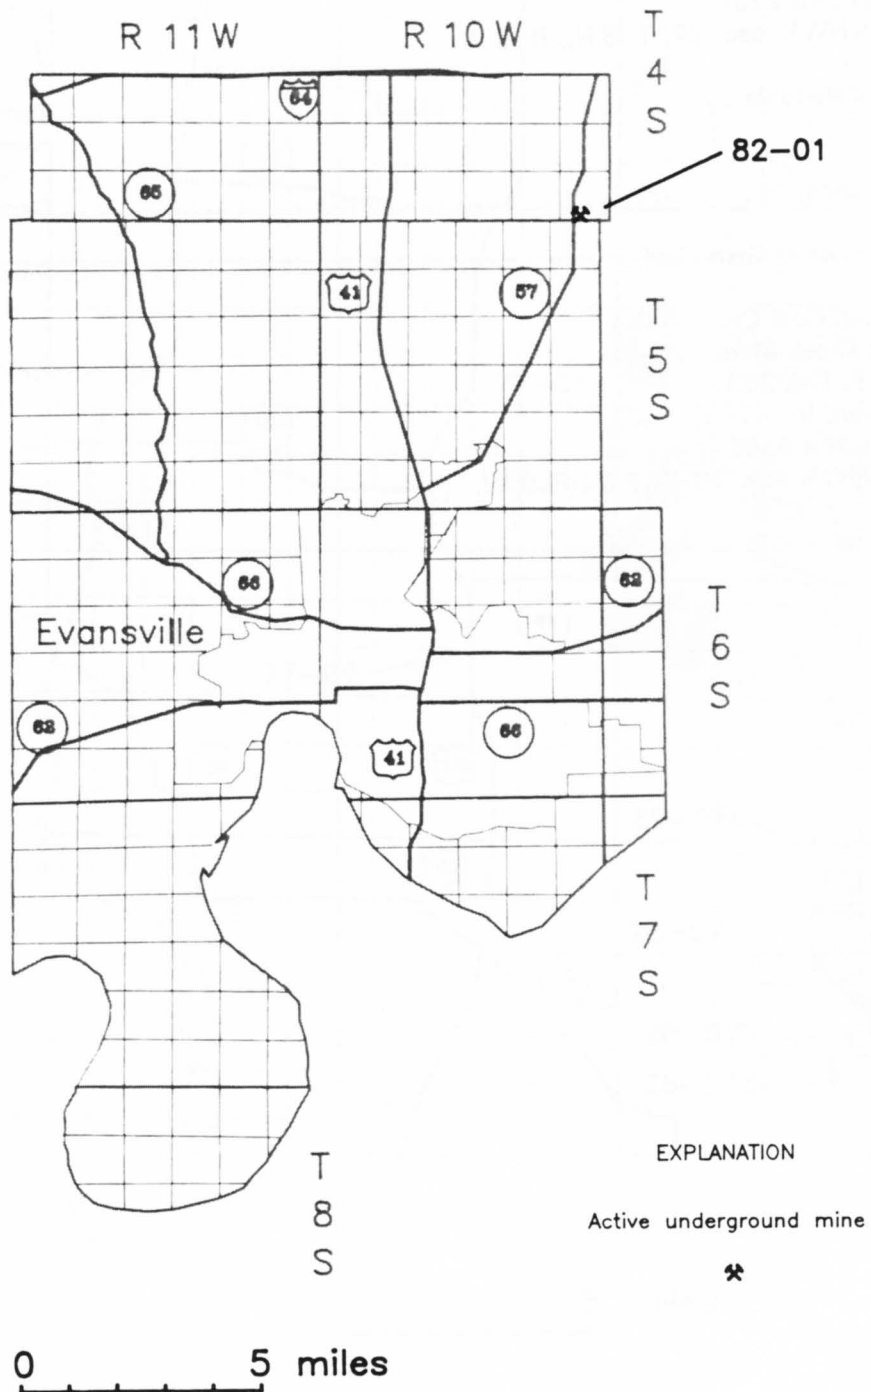 R 11 W
R 10 W
T
4
S
64
82-01
65
41
57
T
5
S
66
62
T
6
S
Evansville
62
66
41
T
7
S
T
8
S
EXPLANATION
Active underground mine
0 5 miles